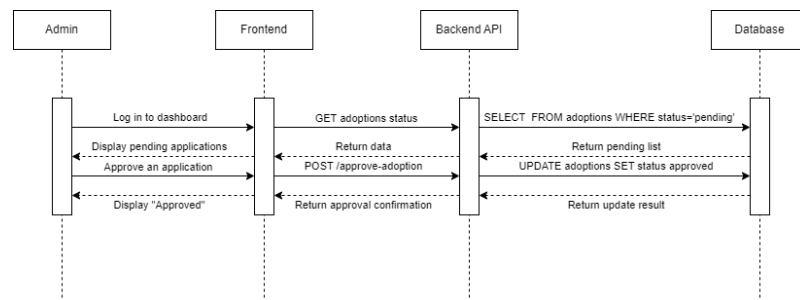 Admin
Frontend
Backend API
Database
Log in to dashboard
GET adoptions status
SELECT FROM adoptions WHERE status='pending'
Display pending applications
Return data
Return pending list
Approve an application
POST /approve-adoption
UPDATE adoptions SET status approved
Display "Approved"
Return approval confirmation
Return update result